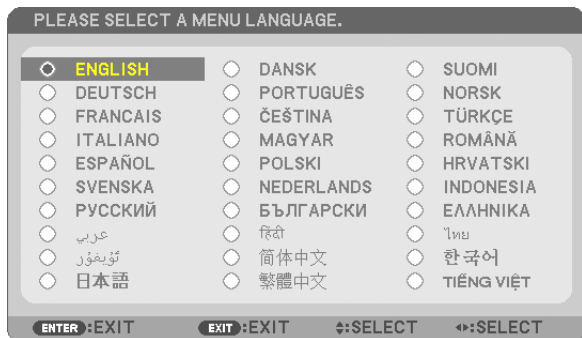 PLEASE SELECT A MENU LANGUAGE.
ENGLISH DANSK SUOMI
DEUTSCH PORTUGUÊS NORSK
FRANCAIS ČEŠTINA TÜRKÇE
ITALIANO MAGYAR ROMÂNĂ
ESPAÑOL POLSKI HRVATSKI
SVENSKA NEDERLANDS INDONESIA
РУССКИЙ БЪЛГАРСКИ ΕΛΛΗΝΙΚΑ
عربي हिंदी ไทย
ئۇيغۇر 简体中文 한국어
日本語 繁體中文 TIẾNG VIỆT
ENTER :EXIT EXIT :EXIT :SELECT :SELECT